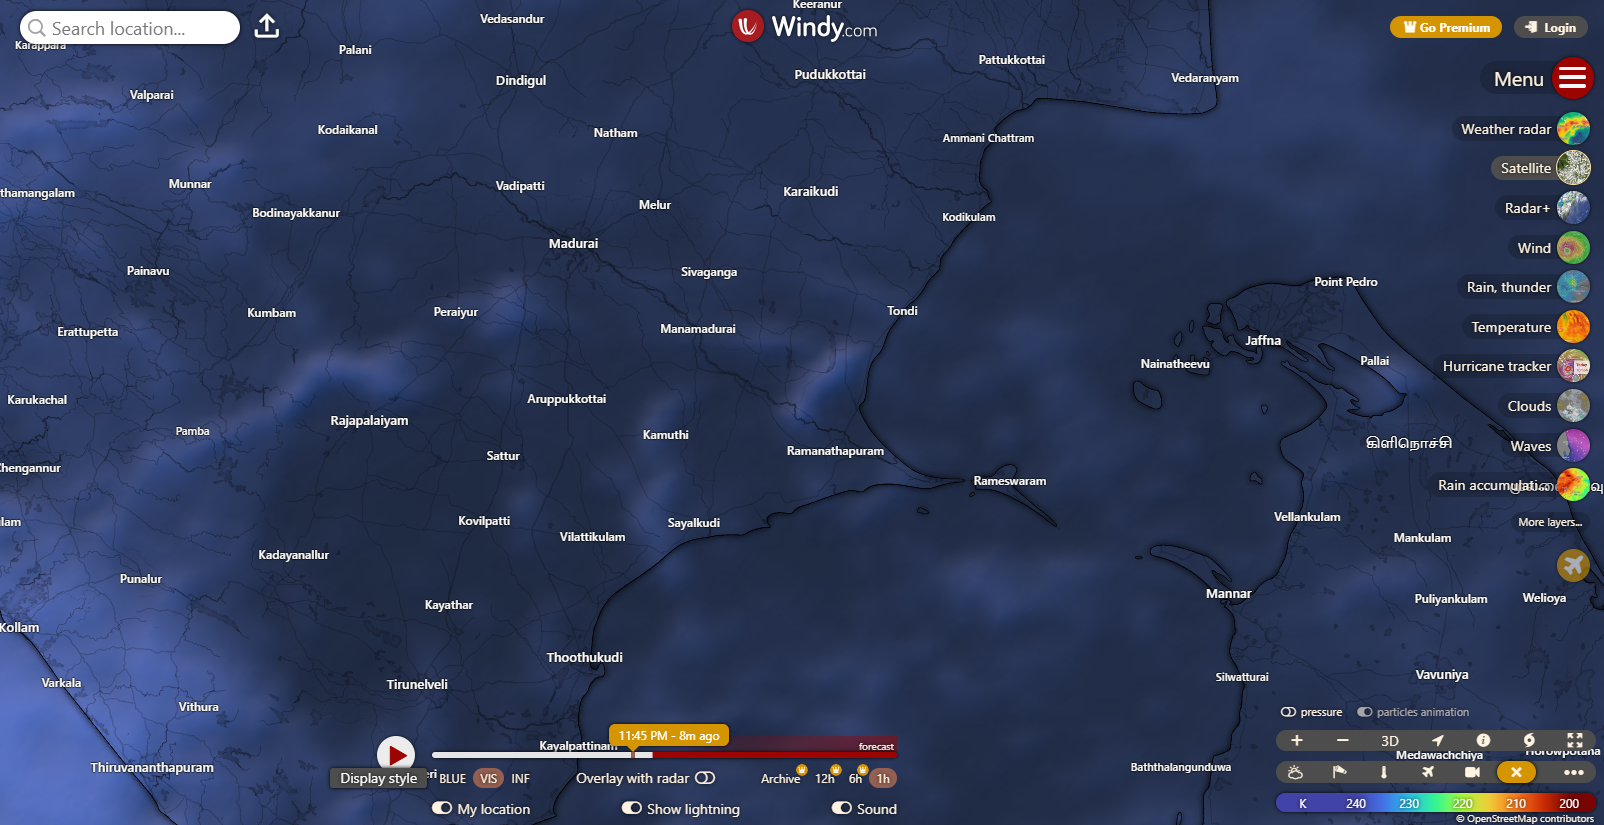 Search location...
Windy.com
Go Premium
Login
Menu
Weather radar
Satellite
Radar+
Wind
Rain, thunder
Temperature
Hurricane tracker
Clouds
Waves
Rain accumulati
More layers...
Keeranur
Vedasandur
Karappara
Palani
Pattukkottai
Dindigul
Pudukkottai
Vedaranyam
Valparai
Kodaikanal
Natham
Ammani Chattram
Munnar
Vadipatti
thamangalam
Karaikudi
Melur
Bodinayakkanur
Kodikulam
Madurai
Painavu
Sivaganga
Point Pedro
Kumbam
Peraiyur
Tondi
Erattupetta
Manamadurai
Jaffna
Nainatheevu
Pallai
Karukachal
Aruppukkottai
Rajapalaiyam
Pamba
Kamuthi
கிளிநொச்சி
Sattur
Ramanathapuram
Chengannur
Rameswaram
lam
Kovilpatti
Sayalkudi
Vellankulam
Vilattikulam
Mankulam
Kadayanallur
Punalur
Mannar
Welioya
Kayathar
Puliyankulam
Kollam
Thoothukudi
Vavuniya
Silwatturai
Varkala
Tirunelveli
Vithura
Kayalpattinam
Thiruvananthapuram
Baththalangunduwa
Medawachchiya
Horowpotana
11:45 PM - 8m ago
forecast
Display style
eri
BLUE VIS INF
Overlay with radar
Archive 12h 6h 1h
My location
Show lightning
Sound
pressure
particles animation
3D
K 240 230 220 210 200
© OpenStreetMap contributors